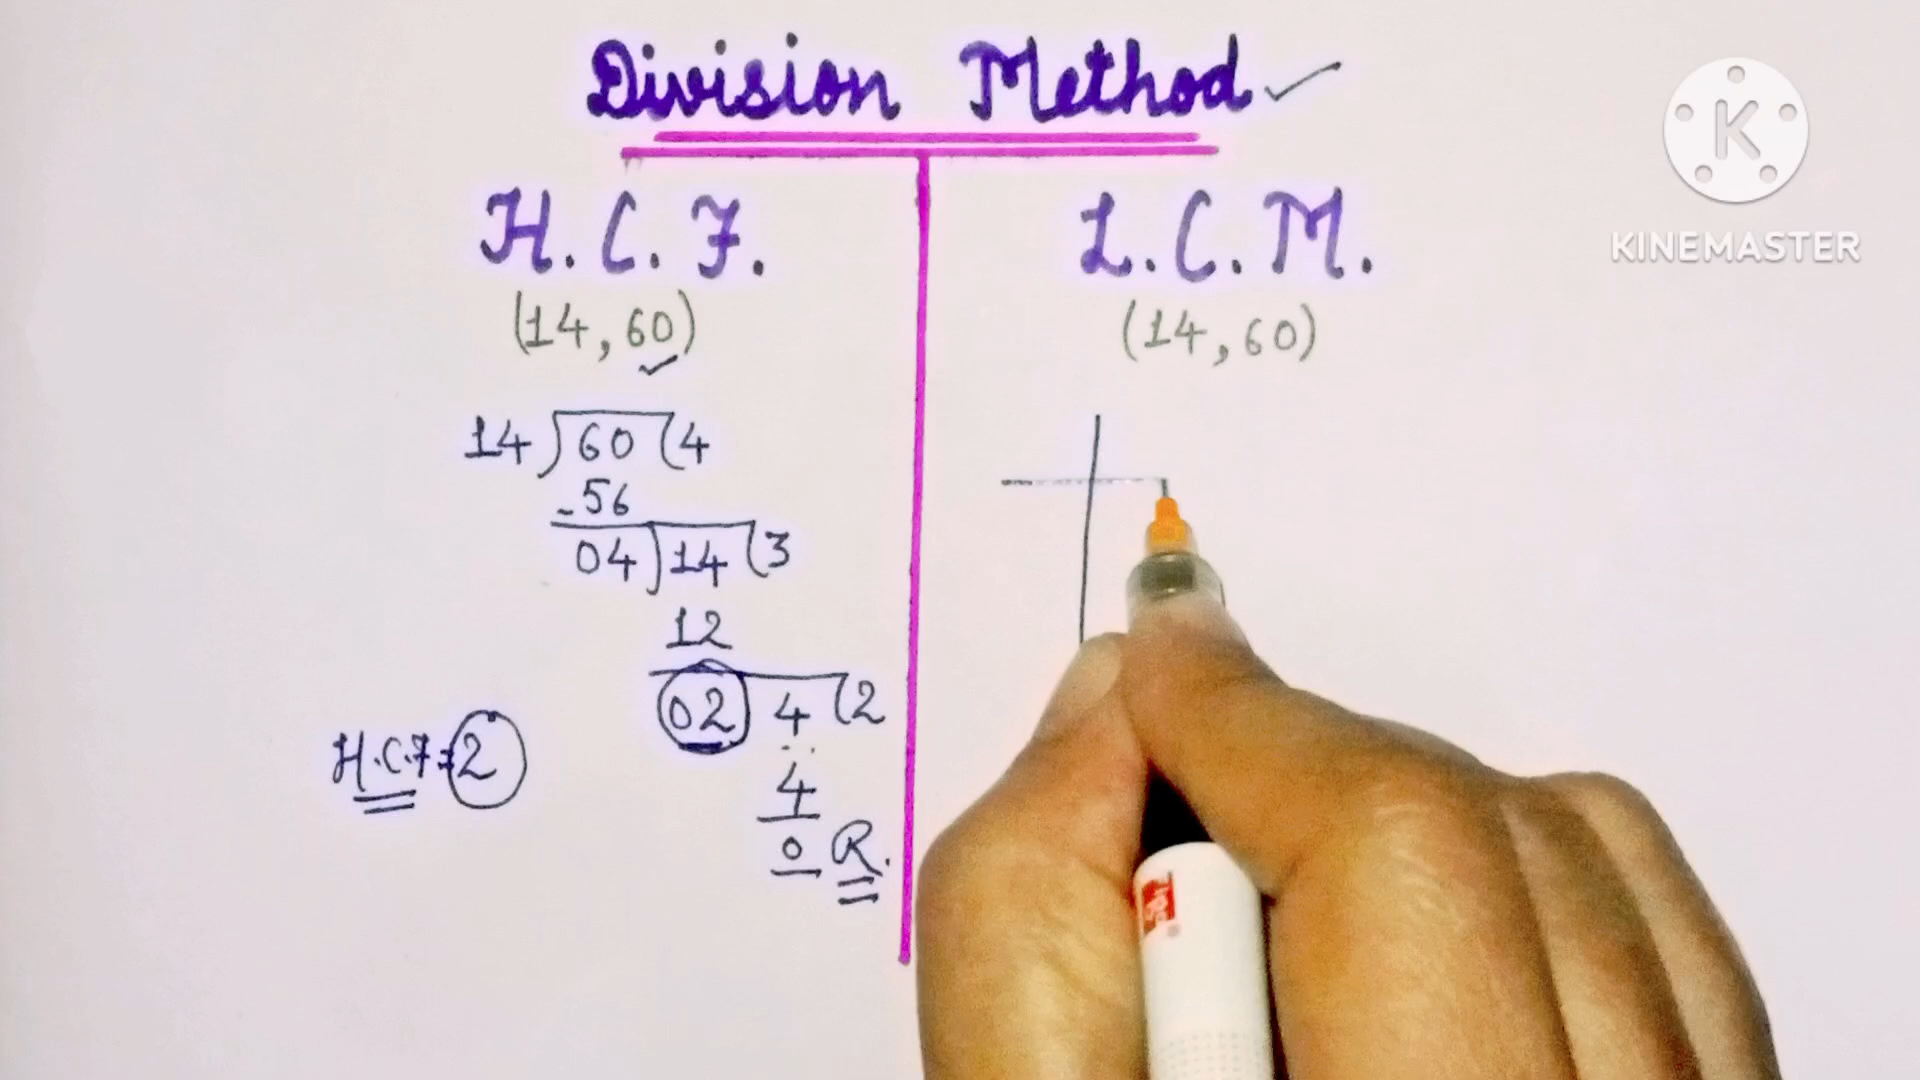 Division Method
H.C.F.
(14, 60)
14 ) 60 ( 4
- 56
04 ) 14 ( 3
12
02 4 ( 2
4
0 R.
H.C.F = 2
L.C.M.
(14, 60)
K
KINEMASTER